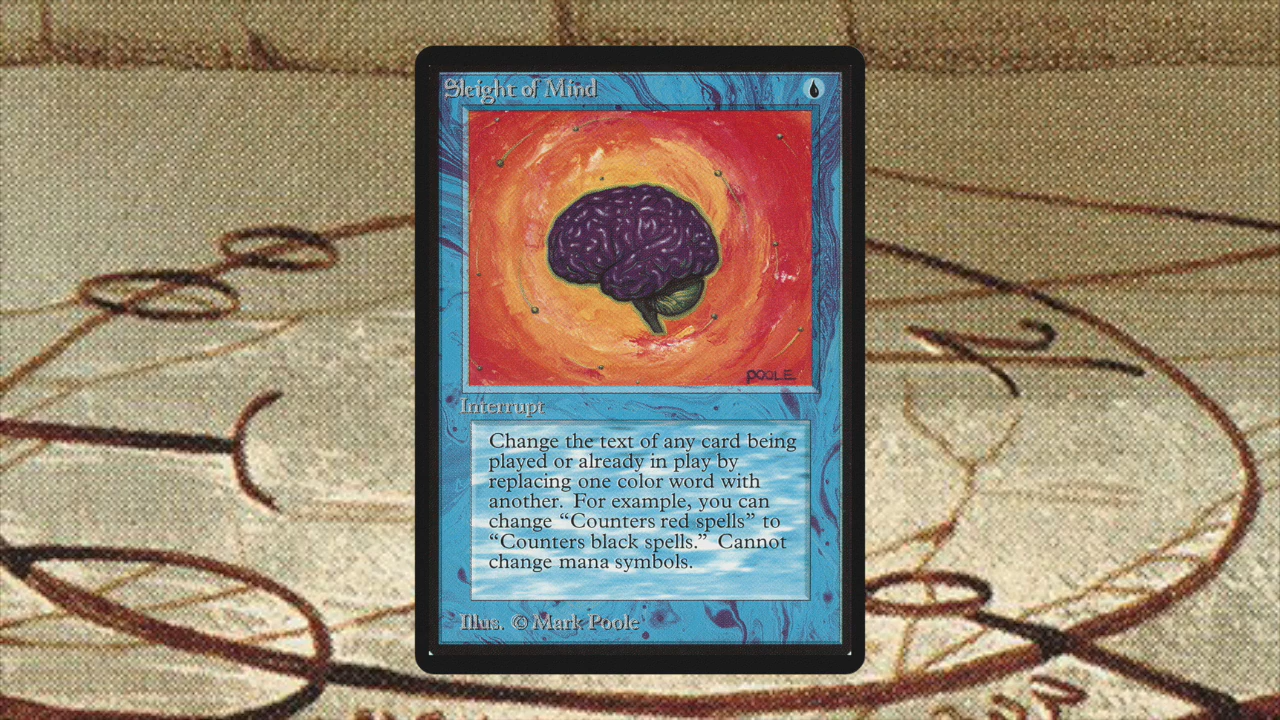 Sleight of Mind
POOLE
Interrupt
Change the text of any card being
played or already in play by
replacing one color word with
another. For example, you can
change “Counters red spells” to
“Counters black spells.” Cannot
change mana symbols.
Illus. © Mark Poole